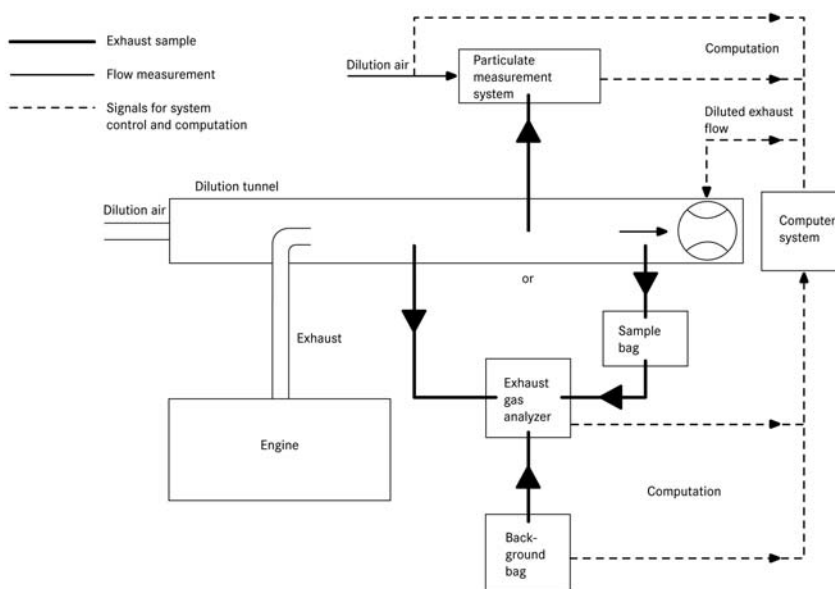 Exhaust sample
Flow measurement
Signals for system
control and computation
Dilution air
Particulate
measurement
system
Computation
Diluted exhaust
flow
Dilution tunnel
Dilution air
Computer
system
or
Exhaust
Sample
bag
Exhaust
gas
analyzer
Engine
Computation
Back-
ground
bag